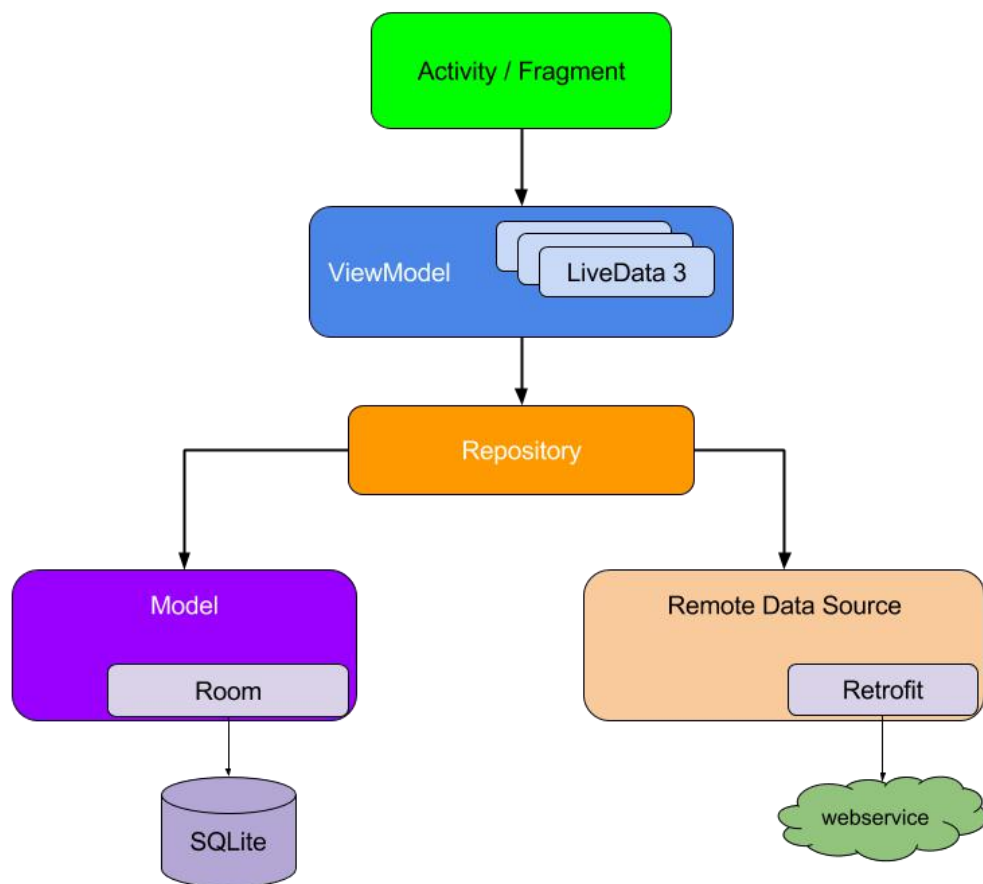 Activity / Fragment
ViewModel
LiveData 3
Repository
Model
Remote Data Source
Room
Retrofit
SQLite
webservice